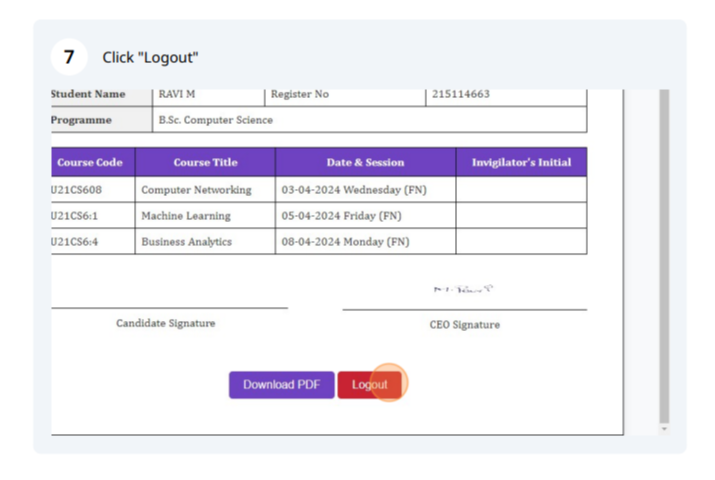 7 Click "Logout"
Student Name RAVI M Register No 215114663
Programme B.Sc. Computer Science
Course Code Course Title Date & Session Invigilator's Initial
U21CS608 Computer Networking 03-04-2024 Wednesday (FN)
U21CS6:1 Machine Learning 05-04-2024 Friday (FN)
U21CS6:4 Business Analytics 08-04-2024 Monday (FN)
Candidate Signature CEO Signature
Download PDF Logout